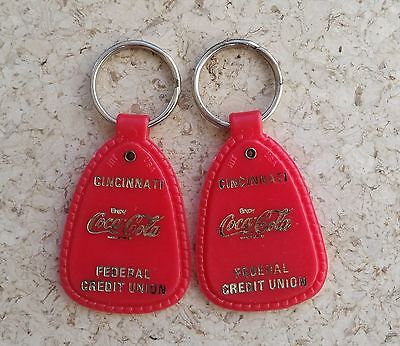 CINCINNATI
Enjoy
Coca-Cola
FEDERAL
CREDIT UNION
CINCINNATI
Enjoy
Coca-Cola
FEDERAL
CREDIT UNION